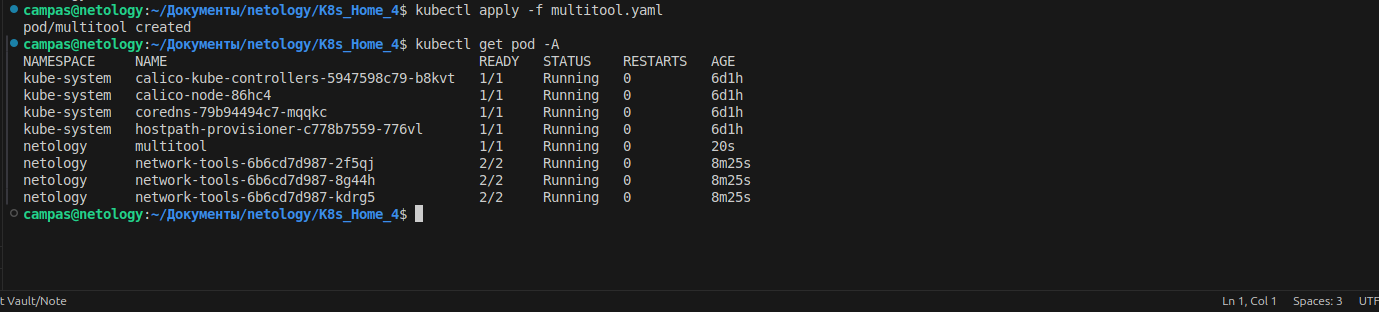 campas@netology:~/Документы/netology/K8s_Home_4$ kubectl apply -f multitool.yaml
pod/multitool created
campas@netology:~/Документы/netology/K8s_Home_4$ kubectl get pod -A
NAMESPACE     NAME                                       READY   STATUS    RESTARTS   AGE
kube-system   calico-kube-controllers-5947598c79-b8kvt   1/1     Running   0          6d1h
kube-system   calico-node-86hc4                          1/1     Running   0          6d1h
kube-system   coredns-79b94494c7-mqqkc                   1/1     Running   0          6d1h
kube-system   hostpath-provisioner-c778b7559-776vl       1/1     Running   0          6d1h
netology      multitool                                  1/1     Running   0          20s
netology      network-tools-6b6cd7d987-2f5qj             2/2     Running   0          8m25s
netology      network-tools-6b6cd7d987-8g44h             2/2     Running   0          8m25s
netology      network-tools-6b6cd7d987-kdrg5             2/2     Running   0          8m25s
campas@netology:~/Документы/netology/K8s_Home_4$
t Vault/Note Ln 1, Col 1 Spaces: 3 UTF